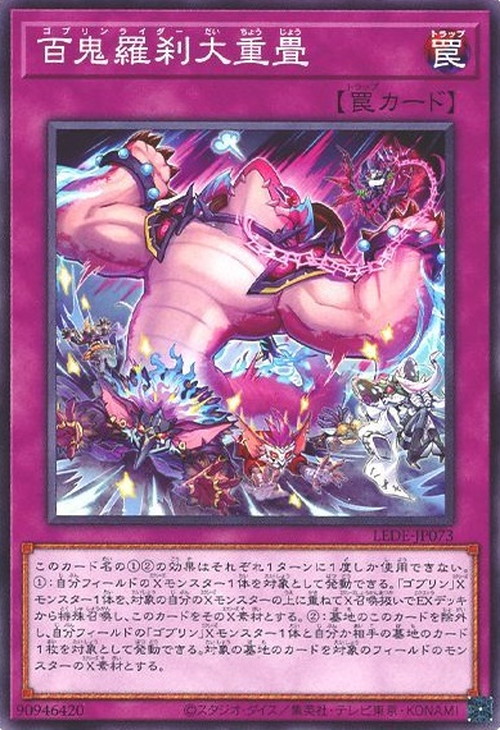 百鬼羅刹大重畳
ゴブリンライダーだいちょうじょう
罠
トラップ
【罠カード】
トラップ
LEDE-JP073
このカード名の①②の効果はそれぞれ1ターンに1度しか使用できない。
①:自分フィールドのXモンスター1体を対象として発動できる。「ゴブリン」X
モンスター1体を、対象の自分のXモンスターの上に重ねてX召喚扱いでEXデッキ
から特殊召喚し、このカードをそのX素材とする。②:墓地のこのカードを除外
し、自分フィールドの「ゴブリン」Xモンスター1体と自分か相手の墓地のカード
1枚を対象として発動できる。対象の墓地のカードを対象のフィールドのモン
スターのX素材とする。
90946420
©スタジオ・ダイス/集英社・テレビ東京・KONAMI